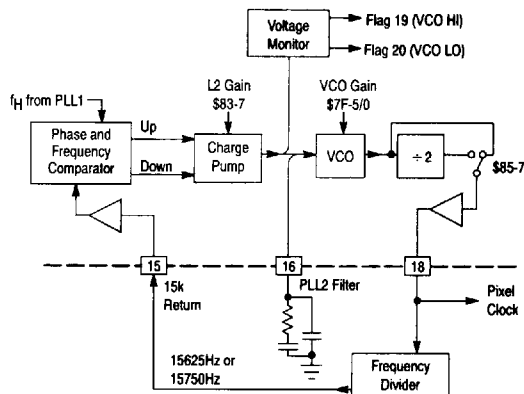 Voltage
Monitor
Flag 19 (VCO HI)
Flag 20 (VCO LO)
L2 Gain
$83-7
VCO Gain
$7F-5/0
fH from PLL1
Phase and
Frequency
Comparator
Up
Down
Charge
Pump
VCO
÷ 2
$85-7
15
16
18
15k
Return
PLL2 Filter
Pixel
Clock
15625Hz or
15750Hz
Frequency
Divider